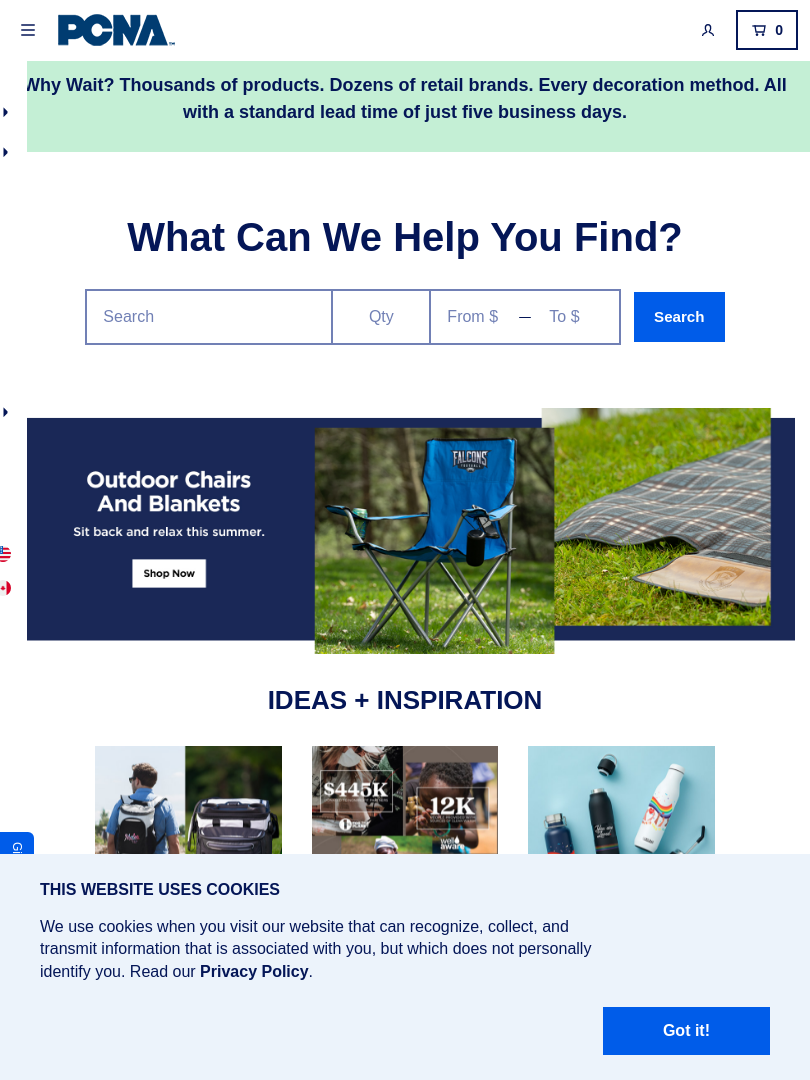 PCNA
0
Why Wait? Thousands of products. Dozens of retail brands. Every decoration method. All
with a standard lead time of just five business days.
What Can We Help You Find?
Search
Qty
From $
—
To $
Search
Outdoor Chairs
And Blankets
Sit back and relax this summer.
Shop Now
FALCONS
IDEAS + INSPIRATION
$445K
12K
well
aware
THIS WEBSITE USES COOKIES
We use cookies when you visit our website that can recognize, collect, and
transmit information that is associated with you, but which does not personally
identify you. Read our Privacy Policy.
Got it!